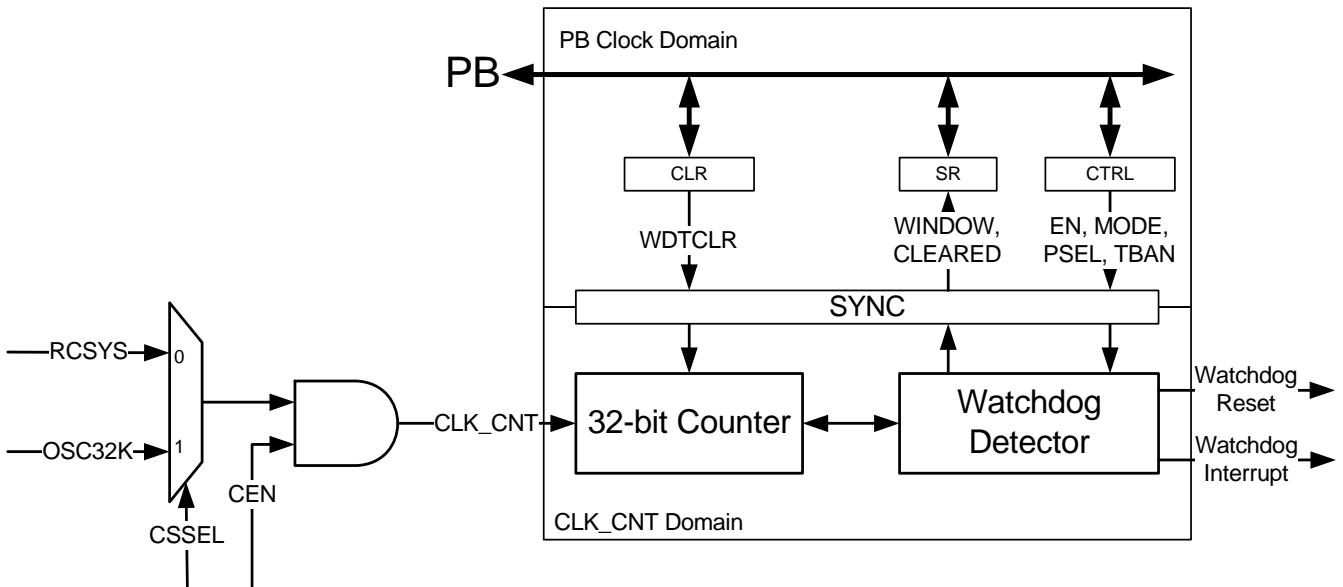 PB Clock Domain
PB
CLR
SR
CTRL
WDTCLR
WINDOW,
CLEARED
EN, MODE,
PSEL, TBAN
SYNC
RCSYS
0
OSC32K
1
CSSEL
CEN
CLK_CNT
32-bit Counter
Watchdog
Detector
Watchdog
Reset
Watchdog
Interrupt
CLK_CNT Domain